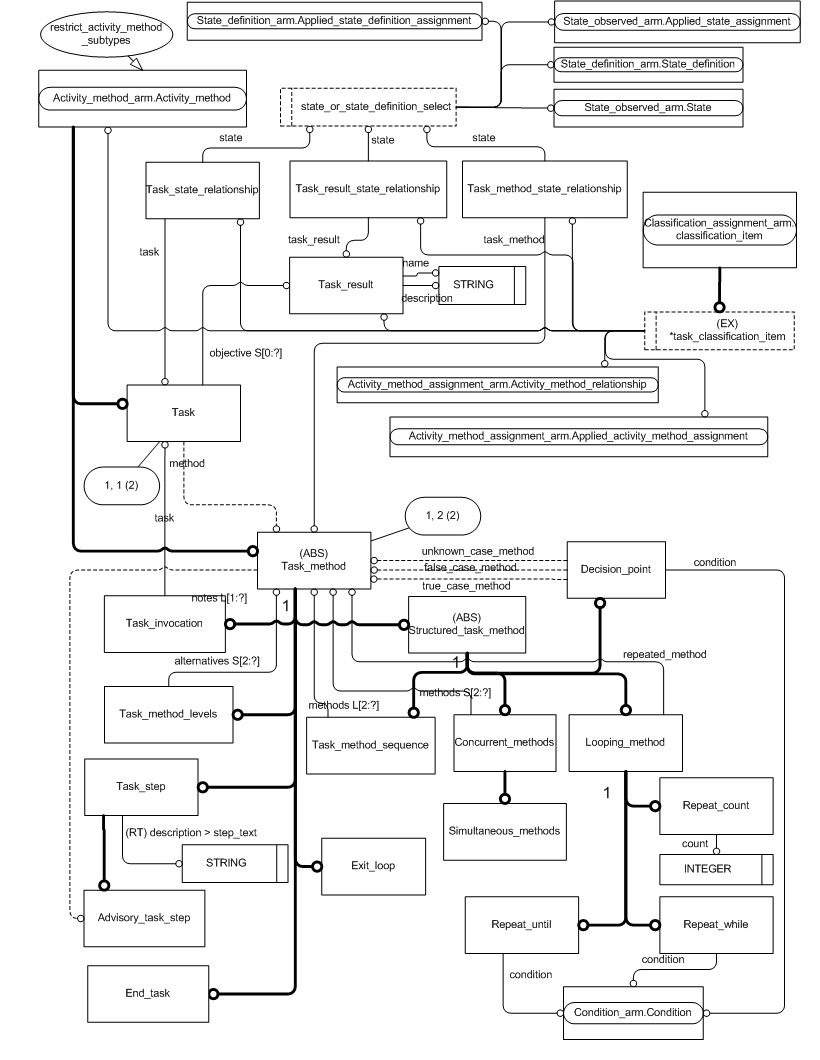 restrict_activity_method
_subtypes
State_definition_arm.Applied_state_definition_assignment
State_observed_arm.Applied_state_assignment
State_definition_arm.State_definition
Activity_method_arm.Activity_method
state_or_state_definition_select
State_observed_arm.State
state
state
state
Task_state_relationship
Task_result_state_relationship
Task_method_state_relationship
Classification_assignment_arm.
classification_item
task
task_result
task_method
name
Task_result
STRING
description
(EX)
*task_classification_item
objective S[0:?]
Activity_method_assignment_arm.Activity_method_relationship
Task
Activity_method_assignment_arm.Applied_activity_method_assignment
method
1, 1 (2)
task
1, 2 (2)
(ABS)
Task_method
unknown_case_method
false_case_method
true_case_method
Decision_point
condition
notes L[1:?]
1
Task_invocation
(ABS)
Structured_task_method
alternatives S[2:?]
1
repeated_method
methods S[2:?]
methods L[2:?]
Task_method_levels
Task_method_sequence
Concurrent_methods
Looping_method
Task_step
1
Repeat_count
(RT) description > step_text
Simultaneous_methods
count
STRING
Exit_loop
INTEGER
Advisory_task_step
Repeat_until
Repeat_while
condition
condition
End_task
Condition_arm.Condition